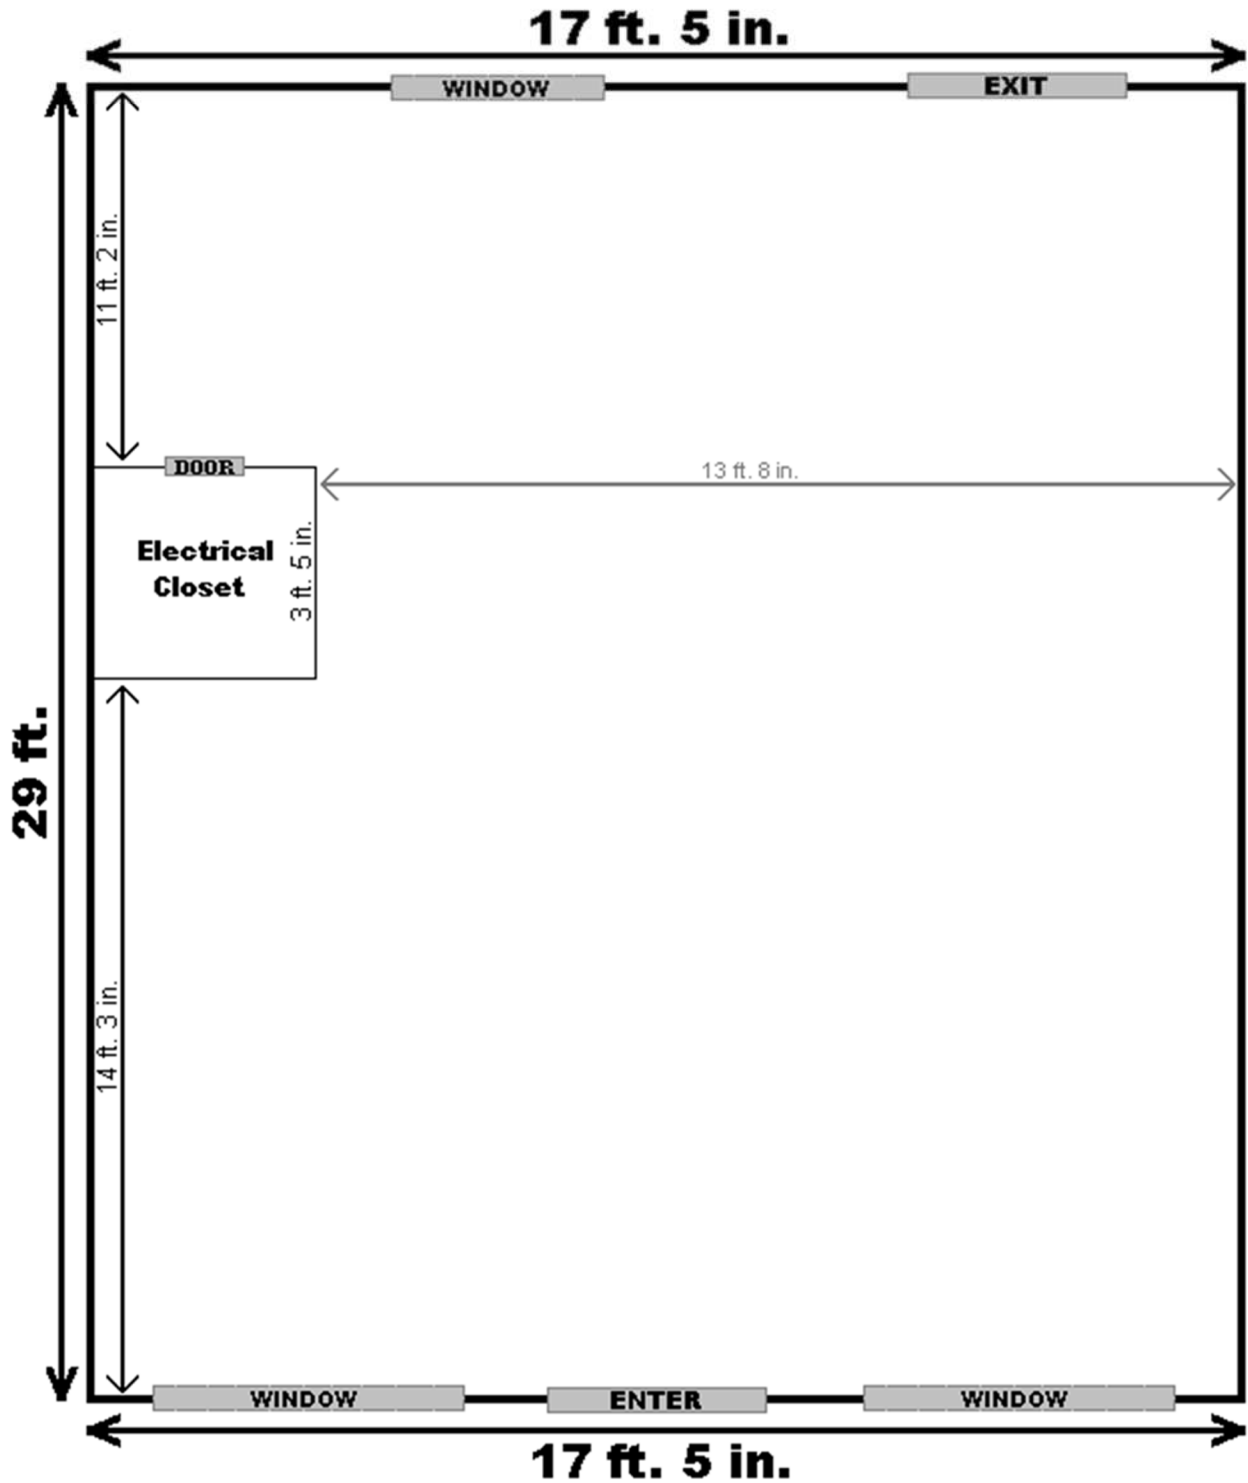 17 ft. 5 in.
WINDOW
EXIT
11 ft. 2 in.
DOOR
13 ft. 8 in.
Electrical
Closet
3 ft. 5 in.
29 ft.
14 ft. 3 in.
WINDOW
ENTER
WINDOW
17 ft. 5 in.